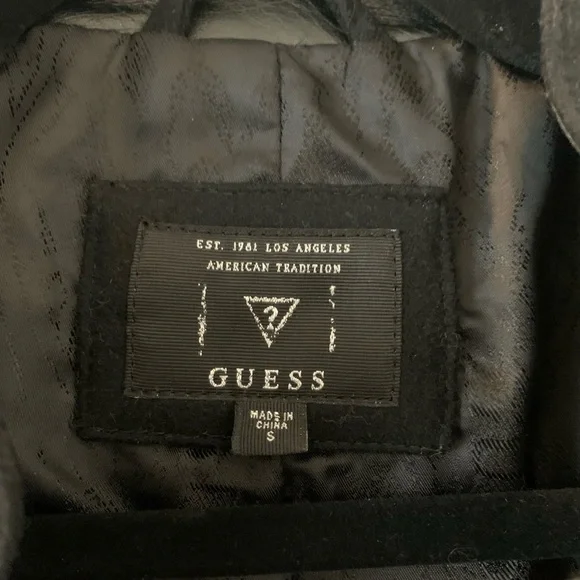 EST. 1981 LOS ANGELES
AMERICAN TRADITION
?
GUESS
MADE IN
CHINA
S